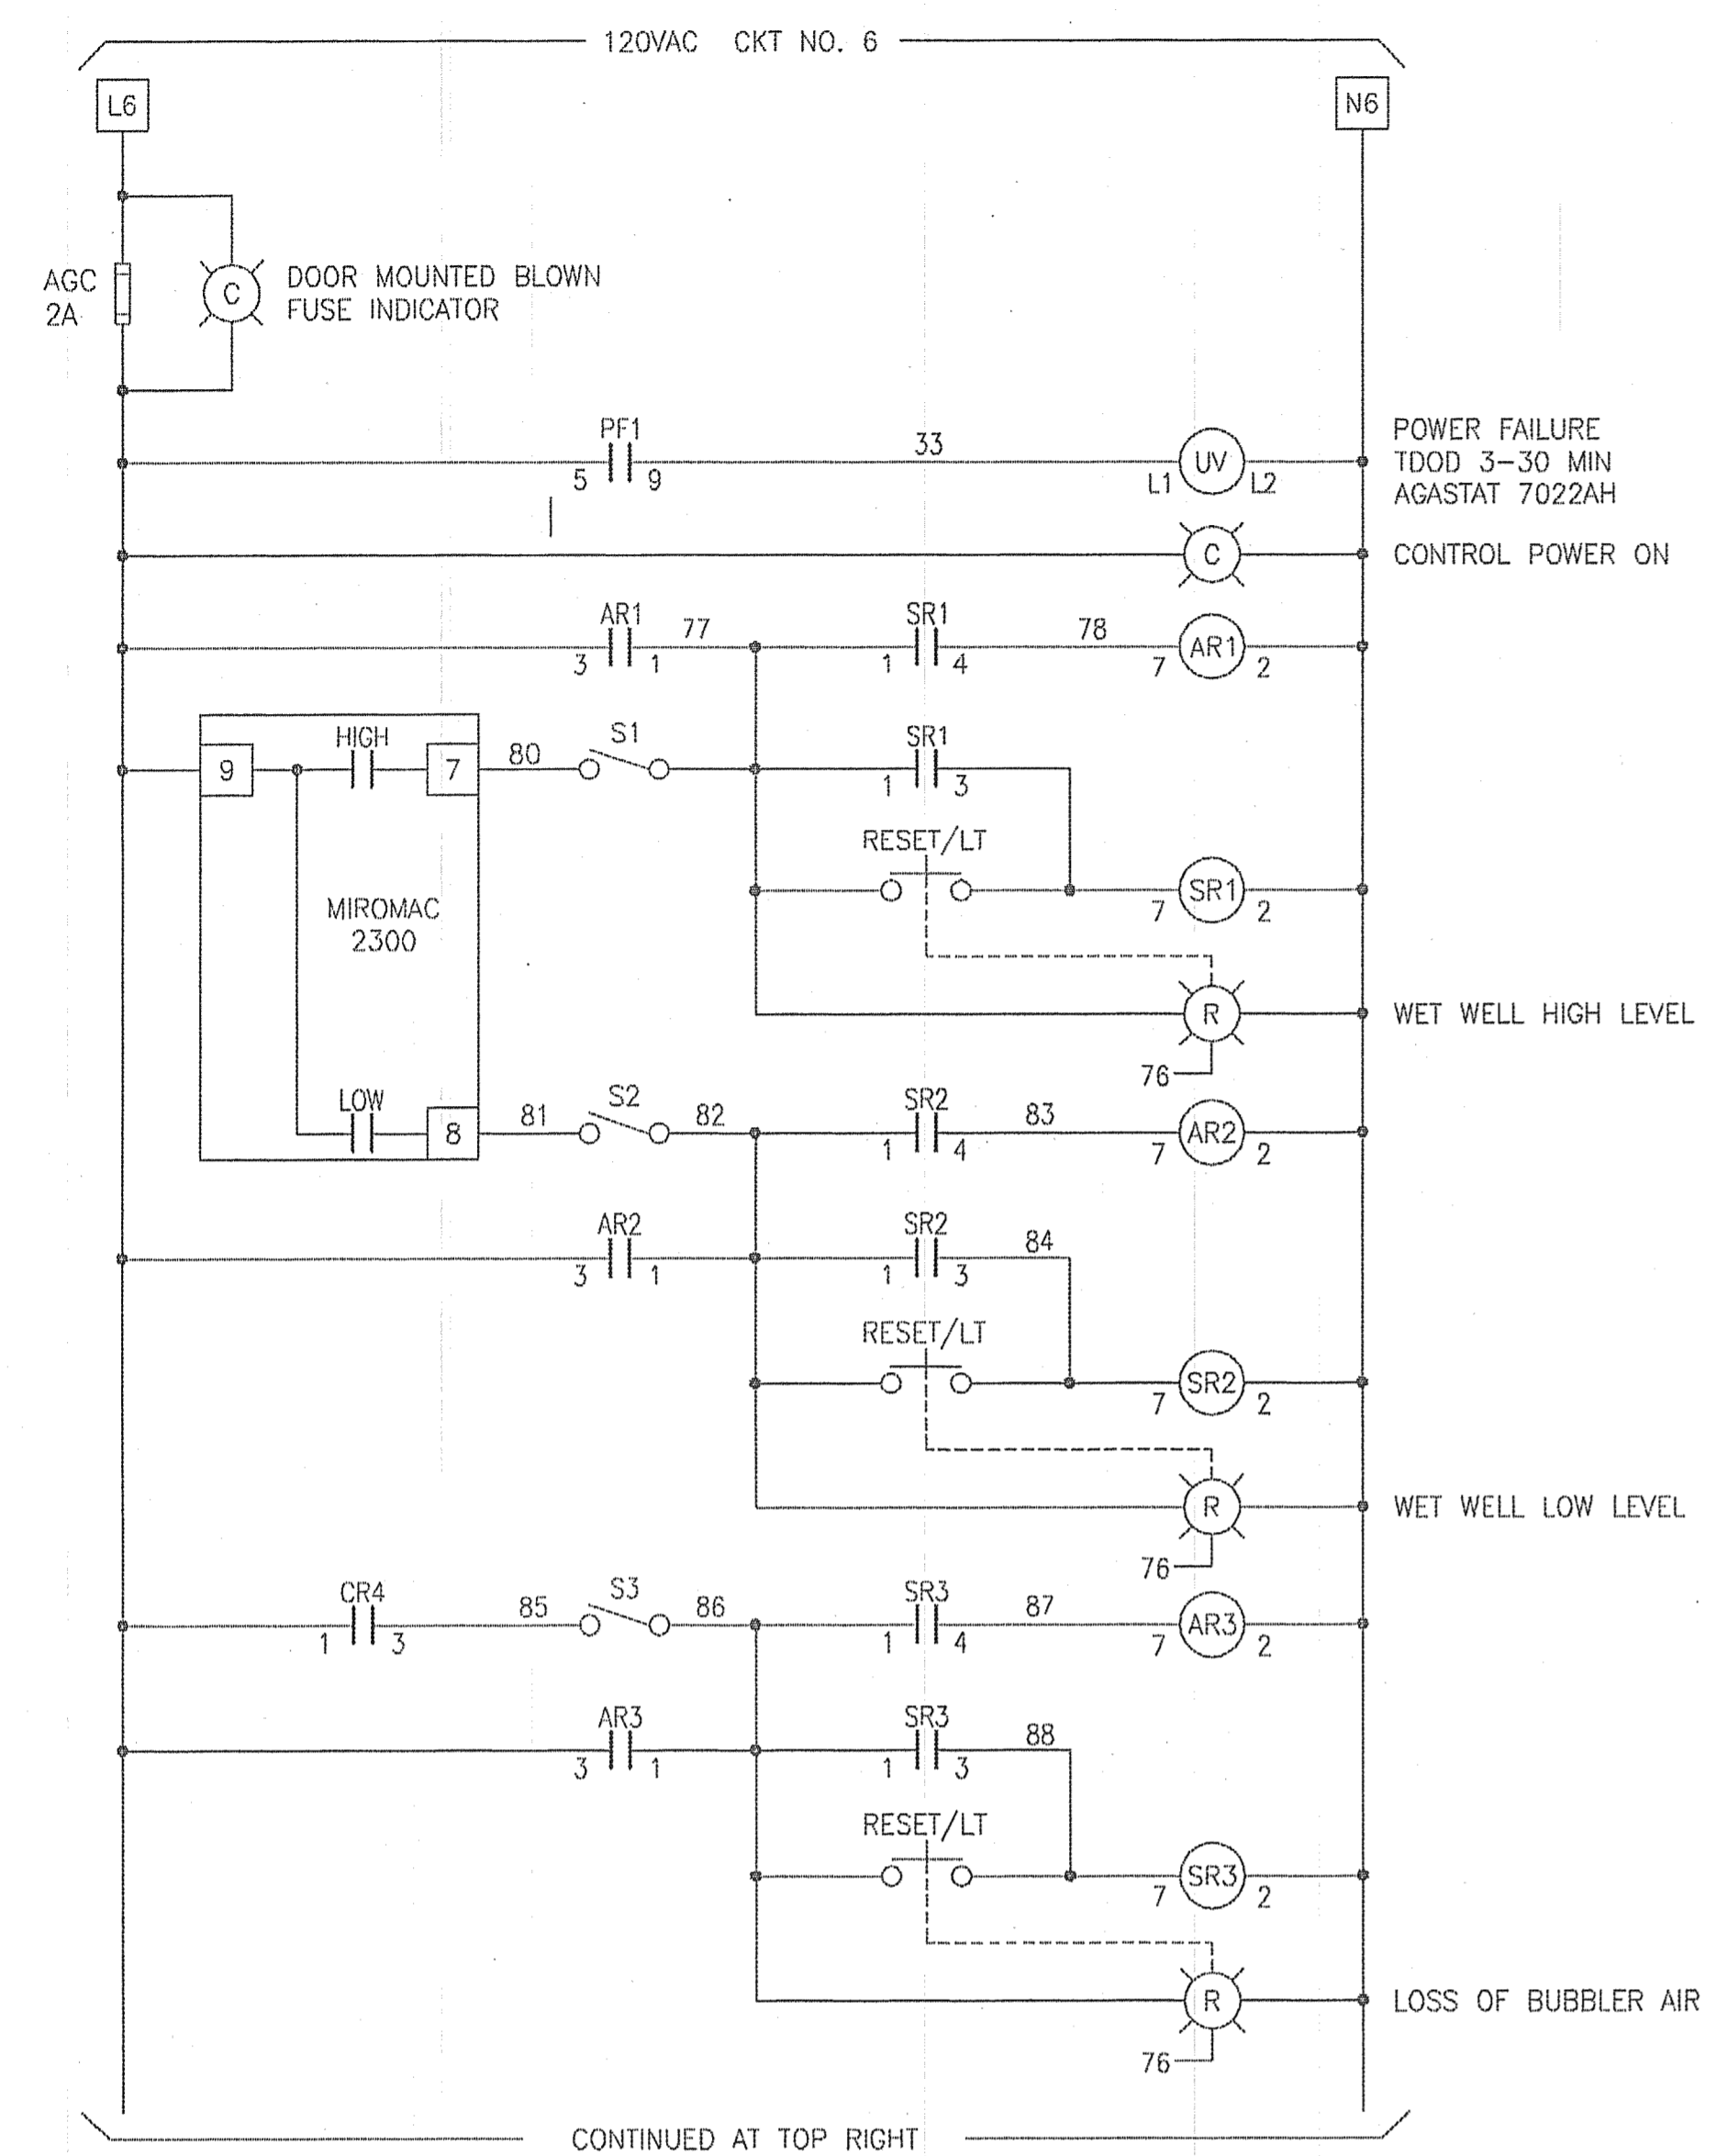 120VAC CKT NO. 6
L6
N6
AGC
2A
C
DOOR MOUNTED BLOWN
FUSE INDICATOR
PF1
5
9
33
L1
UV
L2
POWER FAILURE
TDOD 3-30 MIN
AGASTAT 7022AH
C
CONTROL POWER ON
AR1
3
1
77
SR1
1
4
78
7
AR1
2
9
HIGH
7
80
S1
SR1
1
3
MIROMAC
2300
RESET/LT
7
SR1
2
R
76
WET WELL HIGH LEVEL
LOW
8
81
S2
82
SR2
1
4
83
7
AR2
2
AR2
3
1
SR2
1
3
84
RESET/LT
7
SR2
2
R
76
WET WELL LOW LEVEL
CR4
1
3
85
S3
86
SR3
1
4
87
7
AR3
2
AR3
3
1
SR3
1
3
88
RESET/LT
7
SR3
2
R
76
LOSS OF BUBBLER AIR
CONTINUED AT TOP RIGHT